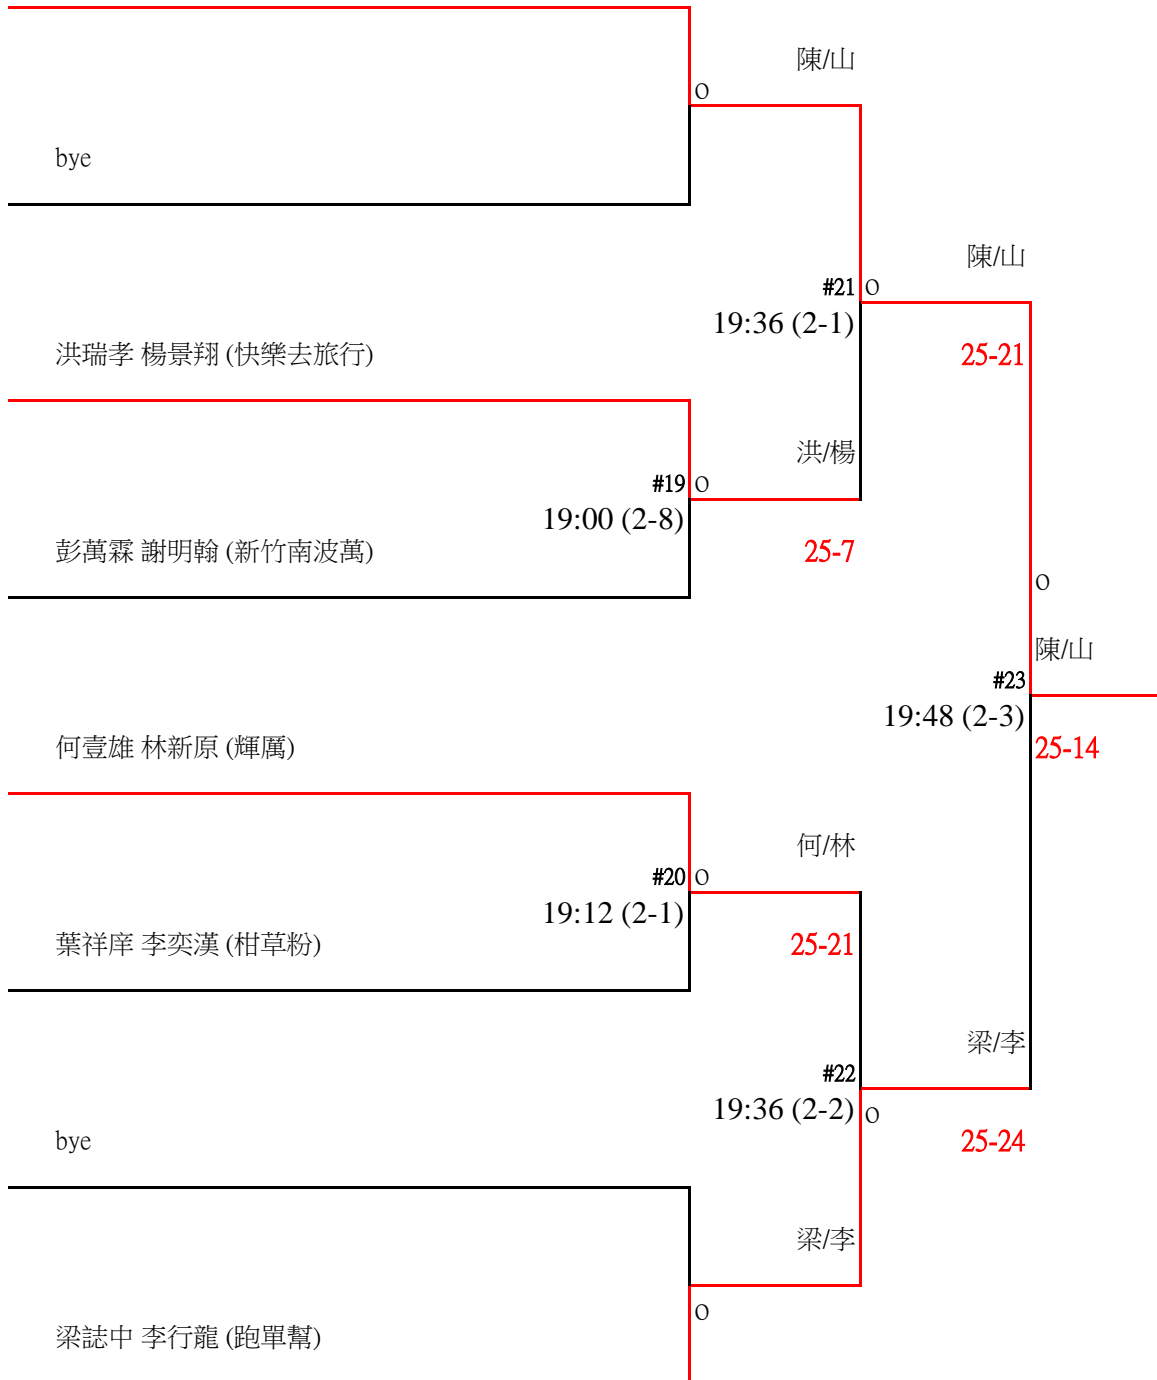 陳/山
O
bye
陳/山
#21 O
19:36 (2-1)
洪瑞孝 楊景翔 (快樂去旅行)
25-21
洪/楊
#19 O
19:00 (2-8)
彭萬霖 謝明翰 (新竹南波萬)
25-7
O
陳/山
#23
19:48 (2-3)
何壹雄 林新原 (輝厲)
25-14
何/林
#20 O
19:12 (2-1)
葉祥庠 李奕漢 (柑草粉)
25-21
梁/李
#22
19:36 (2-2) O
bye
25-24
梁/李
O
梁誌中 李行龍 (跑單幫)